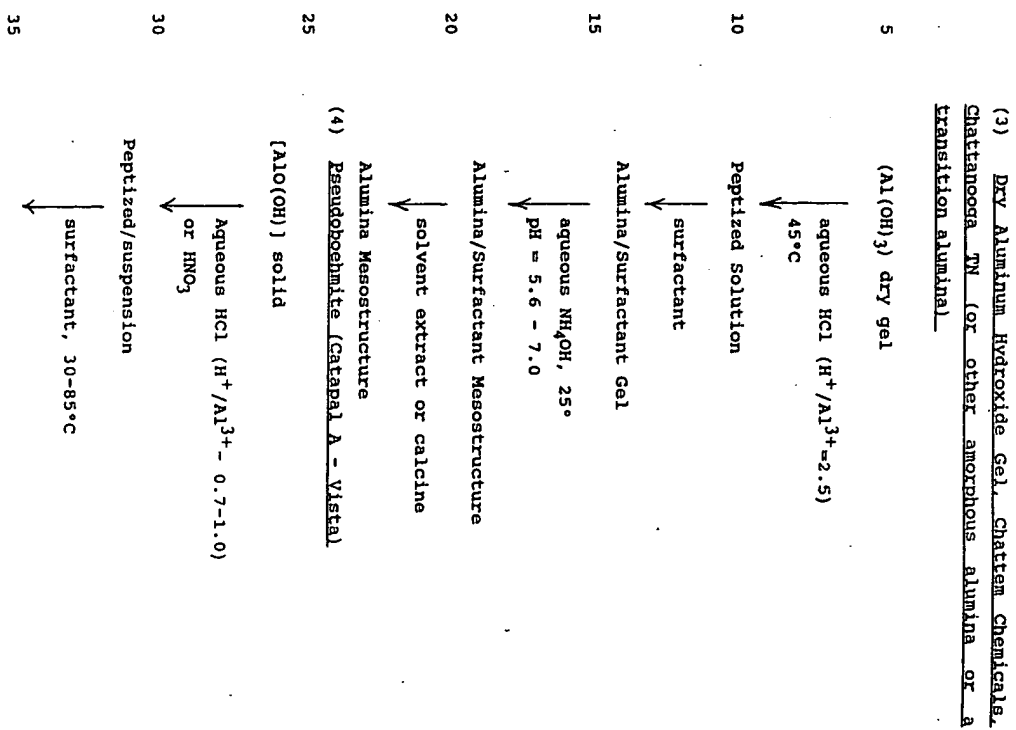 (3) Dry Aluminum Hydroxide Gel, Chattem Chemicals,
Chattanooga TN (or other amorphous alumina or a
transition alumina)
5
(Al(OH)3) dry gel
aqueous HCl (H+/Al3+=2.5)
45°C
10
Peptized Solution
surfactant
15
Alumina/Surfactant Gel
aqueous NH4OH, 25°
pH = 5.6 - 7.0
20
Alumina/Surfactant Mesostructure
solvent extract or calcine
Alumina Mesostructure
(4) Pseudoboehmite (Catapal A - Vista)
25
[AlO(OH)] solid
Aqueous HCl (H+/Al3+- 0.7-1.0)
or HNO3
30
Peptized/suspension
surfactant, 30-85°C
35